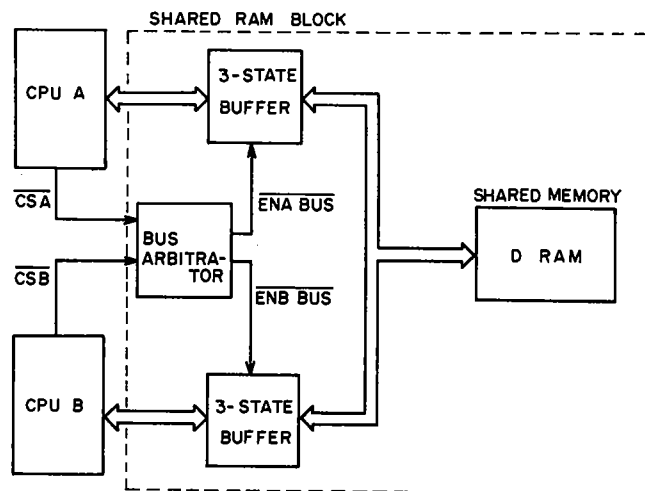 SHARED RAM BLOCK
CPU A
3-STATE
BUFFER
CSA
ENA BUS
SHARED MEMORY
BUS
ARBITRA-
TOR
D RAM
CSB
ENB BUS
CPU B
3-STATE
BUFFER